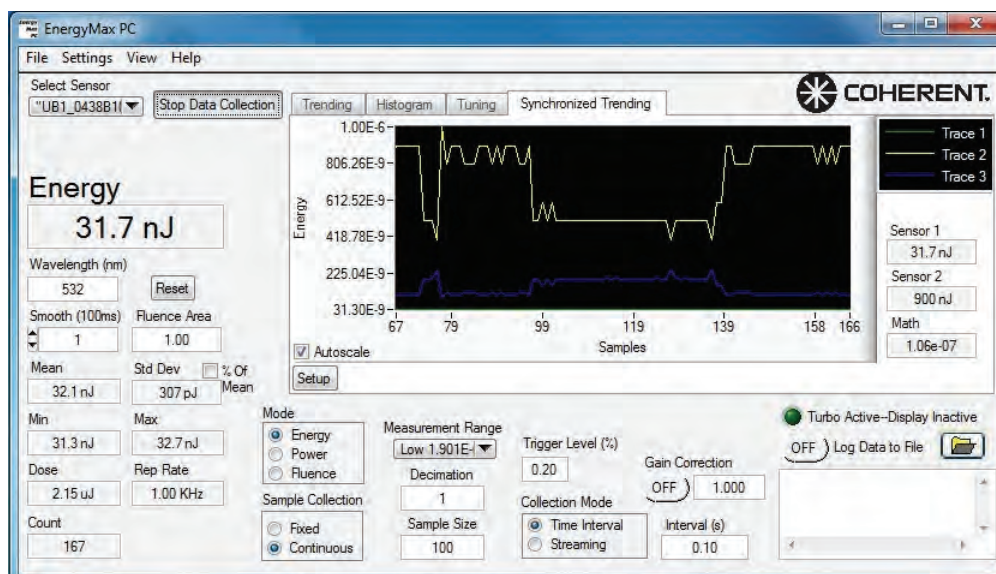 EnergyMax PC
File Settings View Help
Select Sensor
"UB1_0438B1(
Stop Data Collection
Trending
Histogram
Tuning
Synchronized Trending
COHERENT.
Energy
31.7 nJ
Wavelength (nm)
532
Reset
Smooth (100ms)
1
Fluence Area
1.00
Mean
32.1 nJ
Std Dev
% Of Mean
307 pJ
Min
31.3 nJ
Max
32.7 nJ
Dose
2.15 uJ
Rep Rate
1.00 KHz
Count
167
Energy
1.00E-6
806.26E-9
612.52E-9
418.78E-9
225.04E-9
31.30E-9
67 79 99 119 139 158 166
Samples
Autoscale
Setup
Trace 1
Trace 2
Trace 3
Sensor 1
31.7 nJ
Sensor 2
900 nJ
Math
1.06e-07
Mode
Energy
Power
Fluence
Sample Collection
Fixed
Continuous
Measurement Range
Low 1.901E-
Decimation
1
Sample Size
100
Trigger Level (%)
0.20
Collection Mode
Time Interval
Streaming
Gain Correction
OFF
1.000
Interval (s)
0.10
Turbo Active--Display Inactive
OFF
Log Data to File